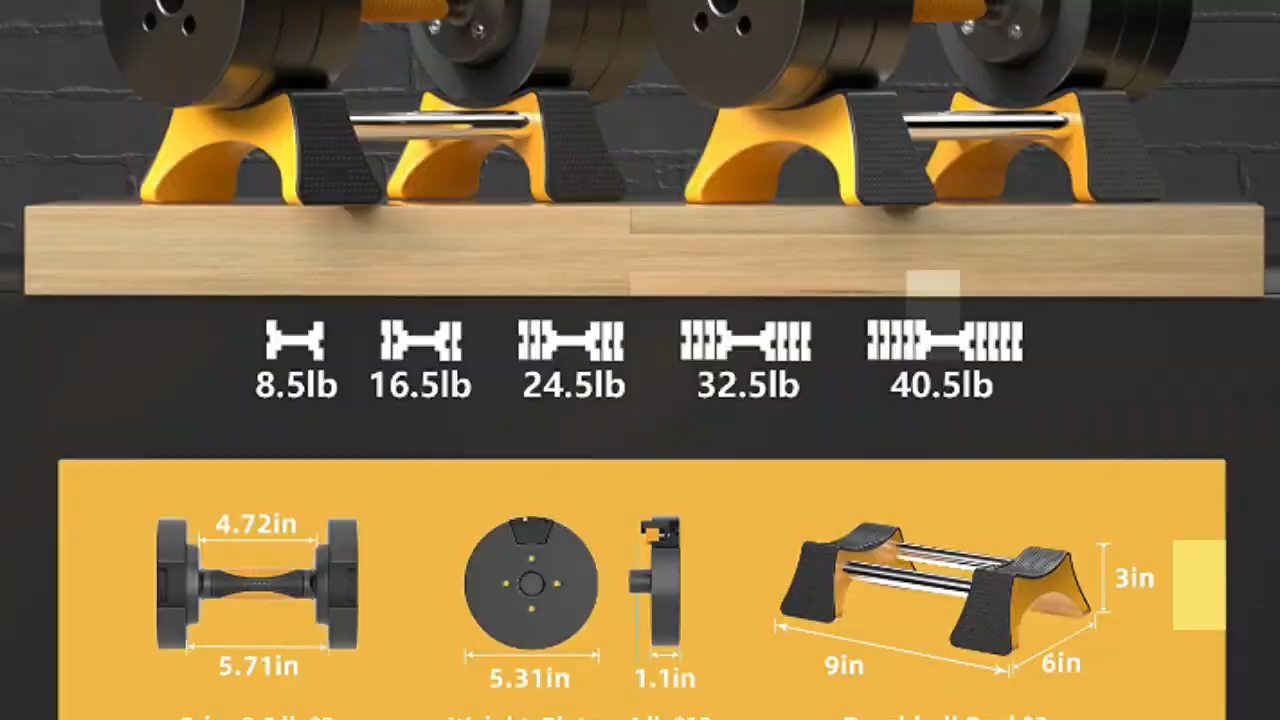 8.5lb 16.5lb 24.5lb 32.5lb 40.5lb
4.72in
5.71in
5.31in
1.1in
9in
6in
3in